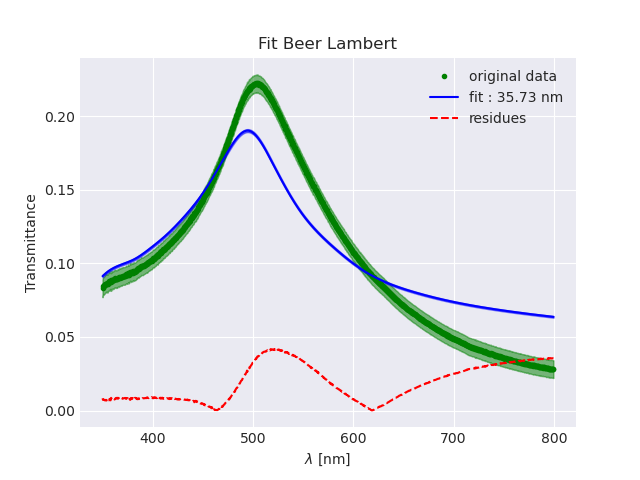 Fit Beer Lambert
original data
fit : 35.73 nm
residues
Transmittance
0.20
0.15
0.10
0.05
0.00
400 500 600 700 800
λ [nm]